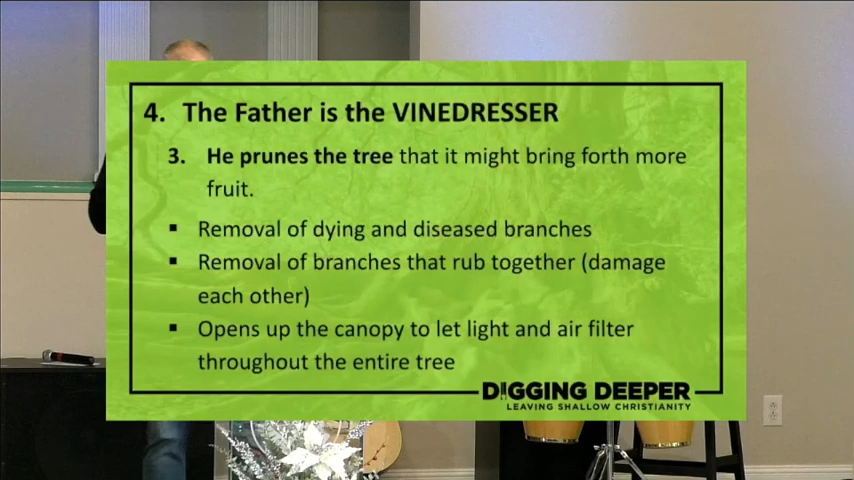 4. The Father is the VINEDRESSER
3. He prunes the tree that it might bring forth more
fruit.
▪ Removal of dying and diseased branches
▪ Removal of branches that rub together (damage
each other)
▪ Opens up the canopy to let light and air filter
throughout the entire tree
DIGGING DEEPER
LEAVING SHALLOW CHRISTIANITY